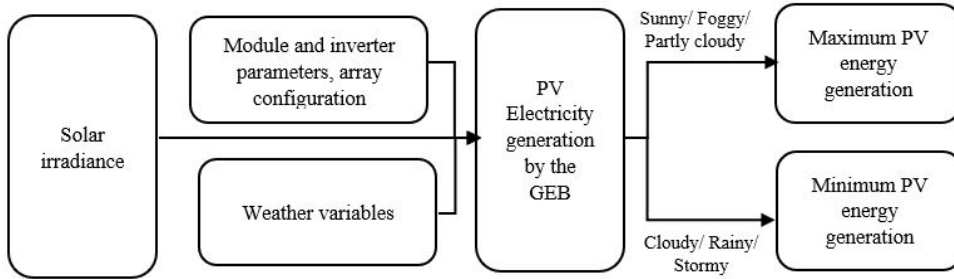 Solar
irradiance
Module and inverter
parameters, array
configuration
Weather variables
PV
Electricity
generation
by the
GEB
Sunny/ Foggy/
Partly cloudy
Maximum PV
energy
generation
Cloudy/ Rainy/
Stormy
Minimum PV
energy
generation